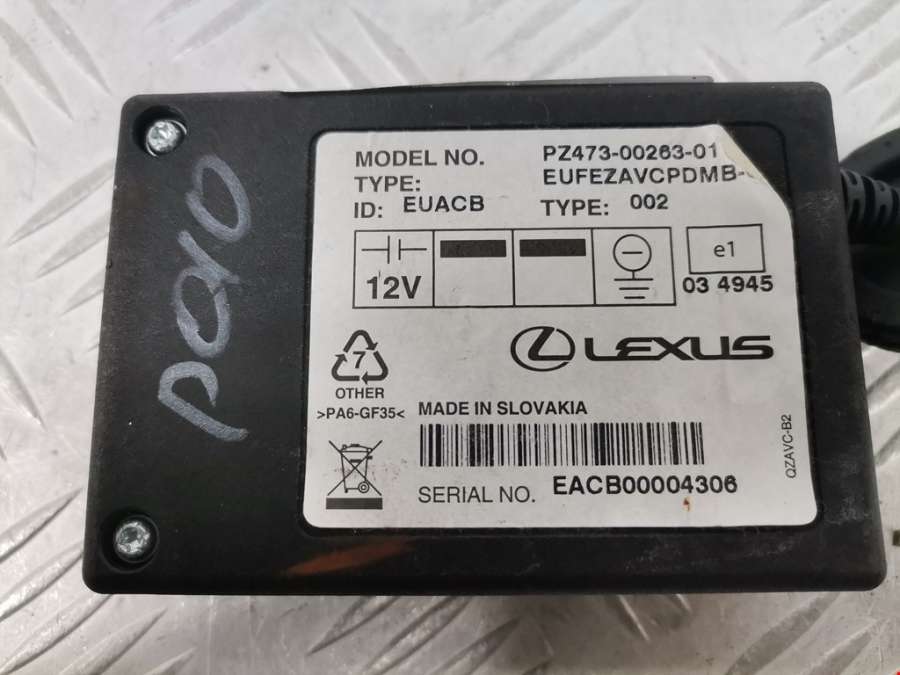 MODEL NO. PZ473-00263-01
TYPE: EUFEZAVCPDMB-
ID: EUACB TYPE: 002
12V
e1
03 4945
LEXUS
7
OTHER
>PA6-GF35<
MADE IN SLOVAKIA
SERIAL NO. EACB00004306
QZAVC-B2